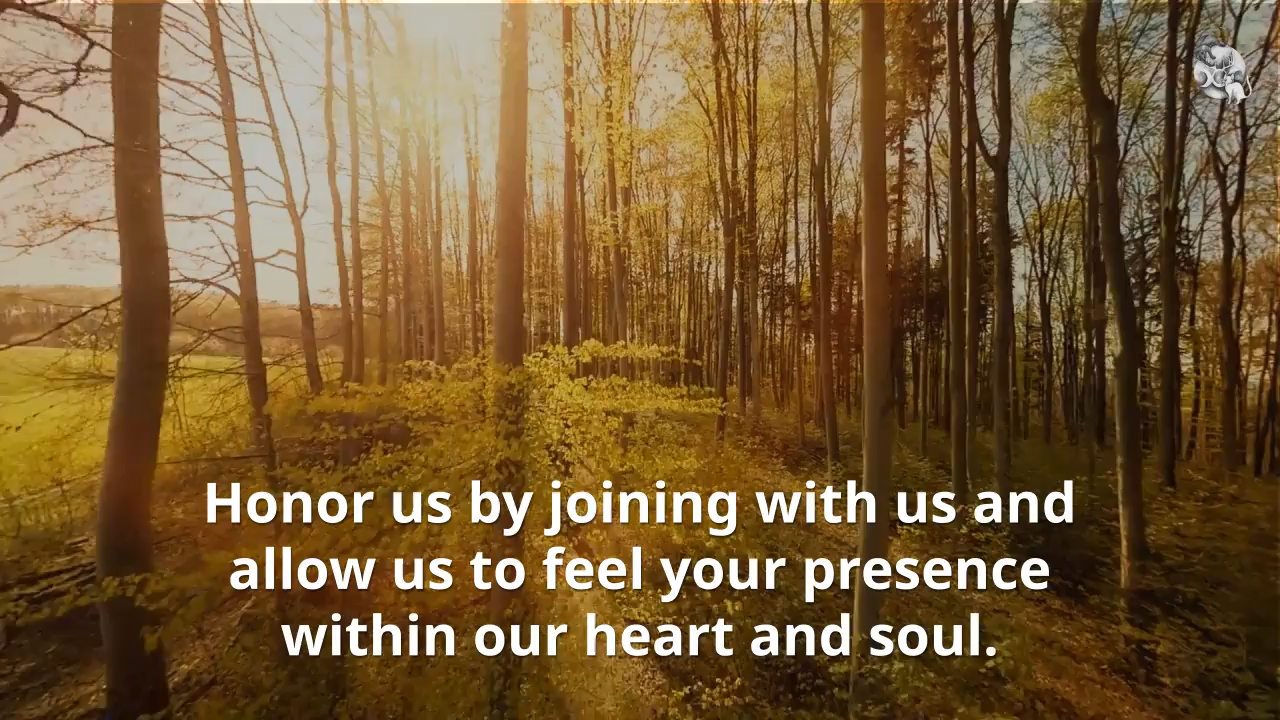 Honor us by joining with us and
allow us to feel your presence
within our heart and soul.